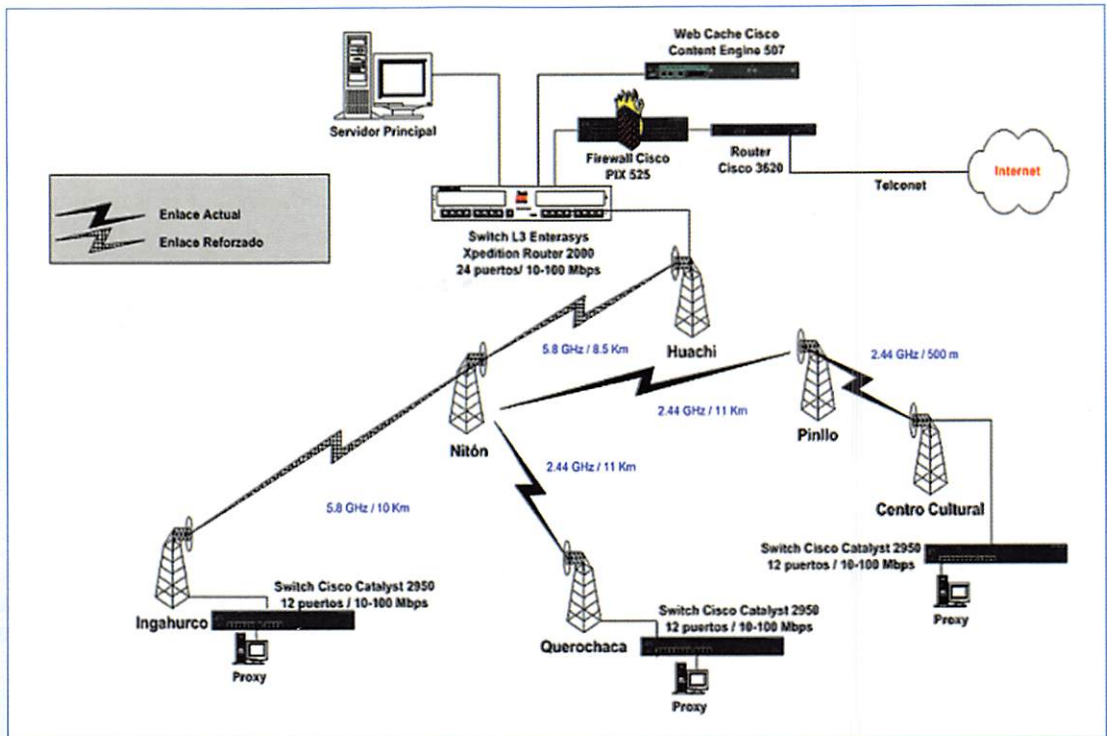 Web Cache Cisco
Content Engine 507
Servidor Principal
Firewall Cisco
PIX 525
Router
Cisco 3620
Internet
Telconet
Enlace Actual
Enlace Reforzado
Switch L3 Enterasys
Xpedition Router 2000
24 puertos/ 10-100 Mbps
5.8 GHz / 8.5 Km
Huachi
2.44 GHz / 500 m
2.44 GHz / 11 Km
Pinllo
Nitón
2.44 GHz / 11 Km
Centro Cultural
5.8 GHz / 10 Km
Switch Cisco Catalyst 2950
12 puertos / 10-100 Mbps
Proxy
Switch Cisco Catalyst 2950
12 puertos / 10-100 Mbps
Ingahurco
Proxy
Switch Cisco Catalyst 2950
12 puertos / 10-100 Mbps
Querochaca
Proxy